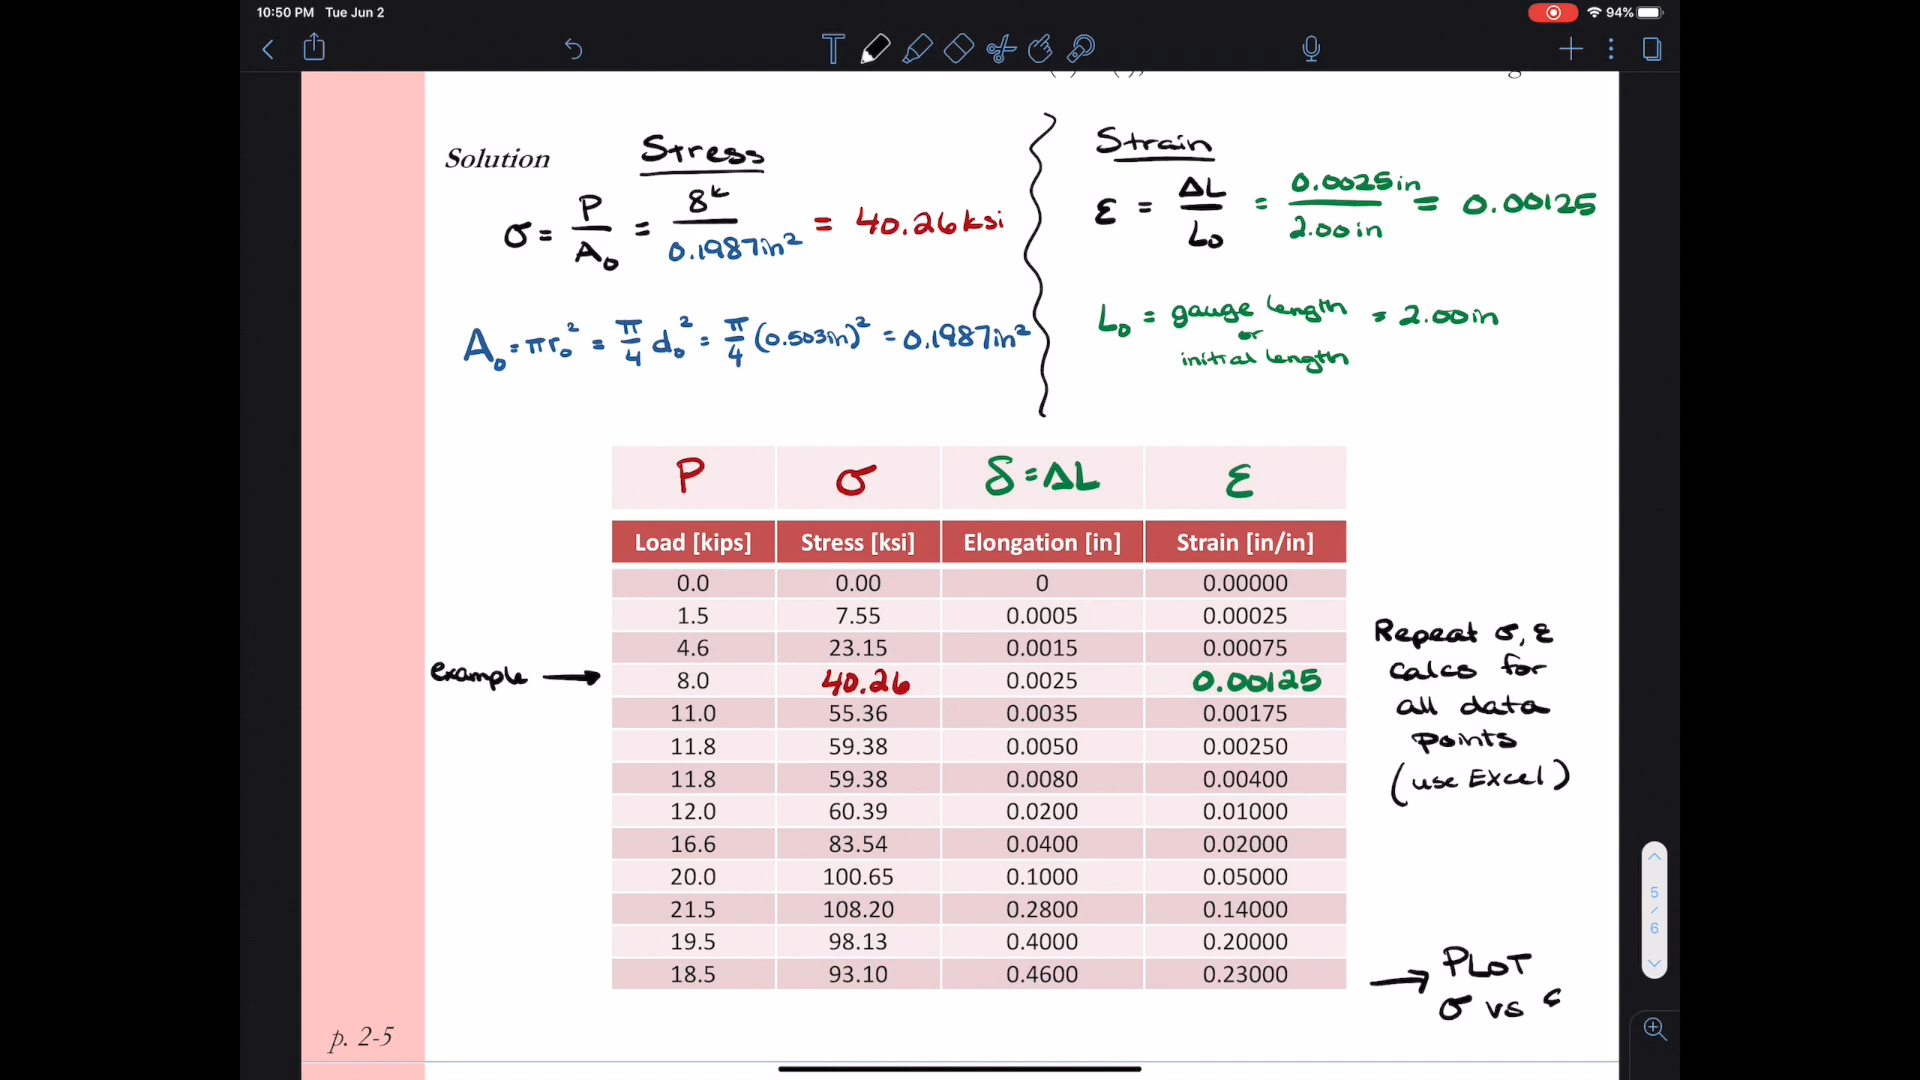 10:50 PM Tue Jun 2
94%
Solution
Stress
σ = P/A₀ = 8ᵏ/0.1987in² = 40.26 ksi
A₀ = πr₀² = π/4 d₀² = π/4 (0.503in)² = 0.1987in²
Strain
ε = ΔL/L₀ = 0.0025in/2.00in = 0.00125
L₀ = gauge length or initial length = 2.00in
P σ δ = ΔL ε
Load [kips] Stress [ksi] Elongation [in] Strain [in/in]
0.0 0.00 0 0.00000
1.5 7.55 0.0005 0.00025
4.6 23.15 0.0015 0.00075
example → 8.0 40.26 0.0025 0.00125
11.0 55.36 0.0035 0.00175
11.8 59.38 0.0050 0.00250
11.8 59.38 0.0080 0.00400
12.0 60.39 0.0200 0.01000
16.6 83.54 0.0400 0.02000
20.0 100.65 0.1000 0.05000
21.5 108.20 0.2800 0.14000
19.5 98.13 0.4000 0.20000
18.5 93.10 0.4600 0.23000
Repeat σ, ε
calcs for
all data
points
(use Excel)
→ PLOT
σ vs
5
/
6
p. 2-5